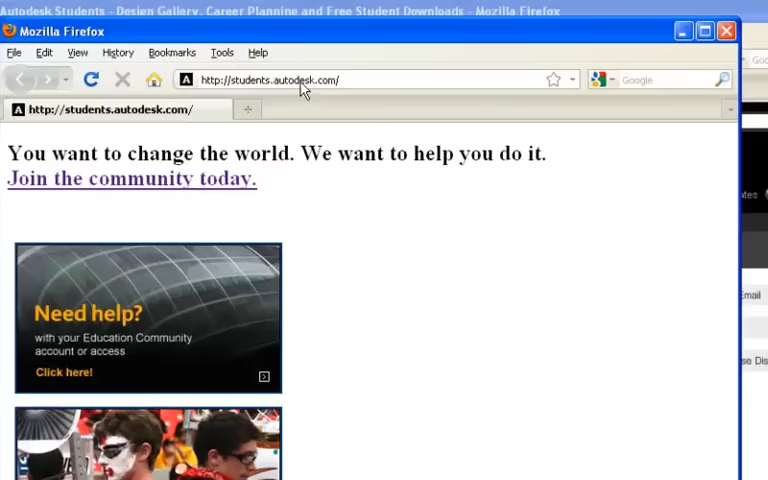 Autodesk Students - Design Gallery, Career Planning and Free Student Downloads - Mozilla Firefox
Mozilla Firefox
File Edit View History Bookmarks Tools Help
http://students.autodesk.com/
Google
http://students.autodesk.com/
You want to change the world. We want to help you do it.
Join the community today.
Need help?
with your Education Community
account or access
Click here!